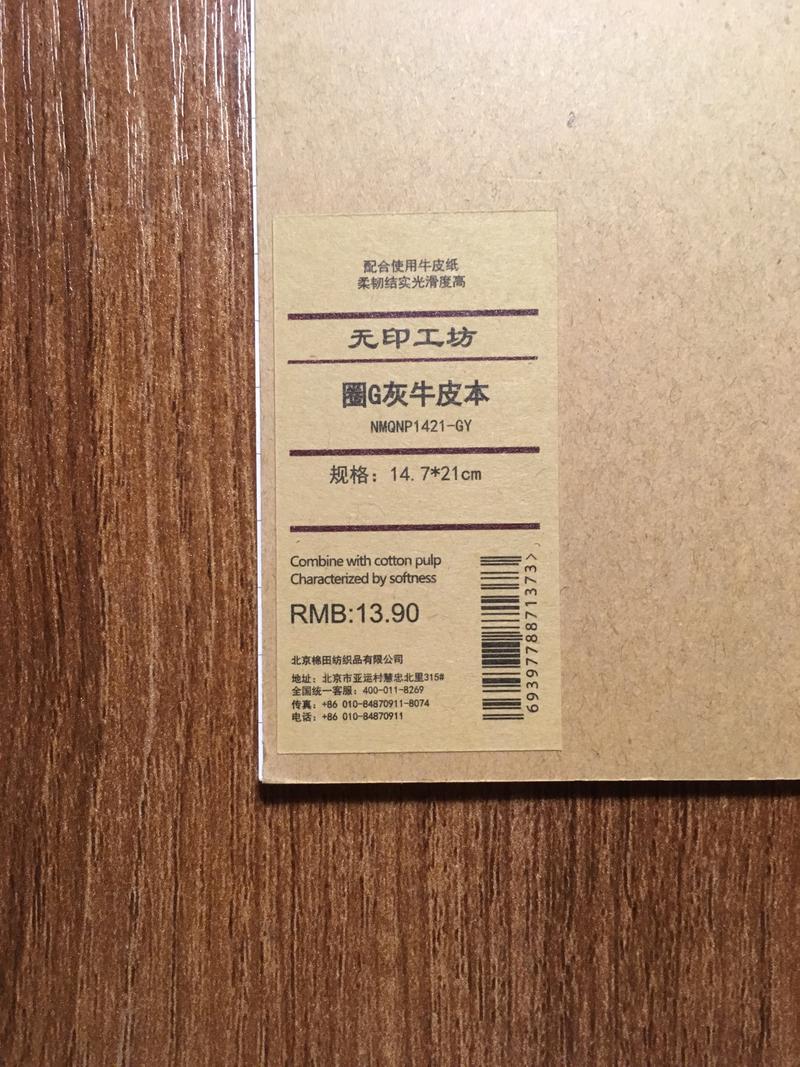 配合使用牛皮纸
柔韧结实光滑度高
无印工坊
圈G灰牛皮本
NMQNP1421-GY
规格：14.7*21cm
Combine with cotton pulp
Characterized by softness
RMB:13.90
北京棉田纺织品有限公司
地址：北京市亚运村慧忠北里315#
全国统一客服：400-011-8269
传真：+86 010-84870911-8074
电话：+86 010-84870911
6939778871373>